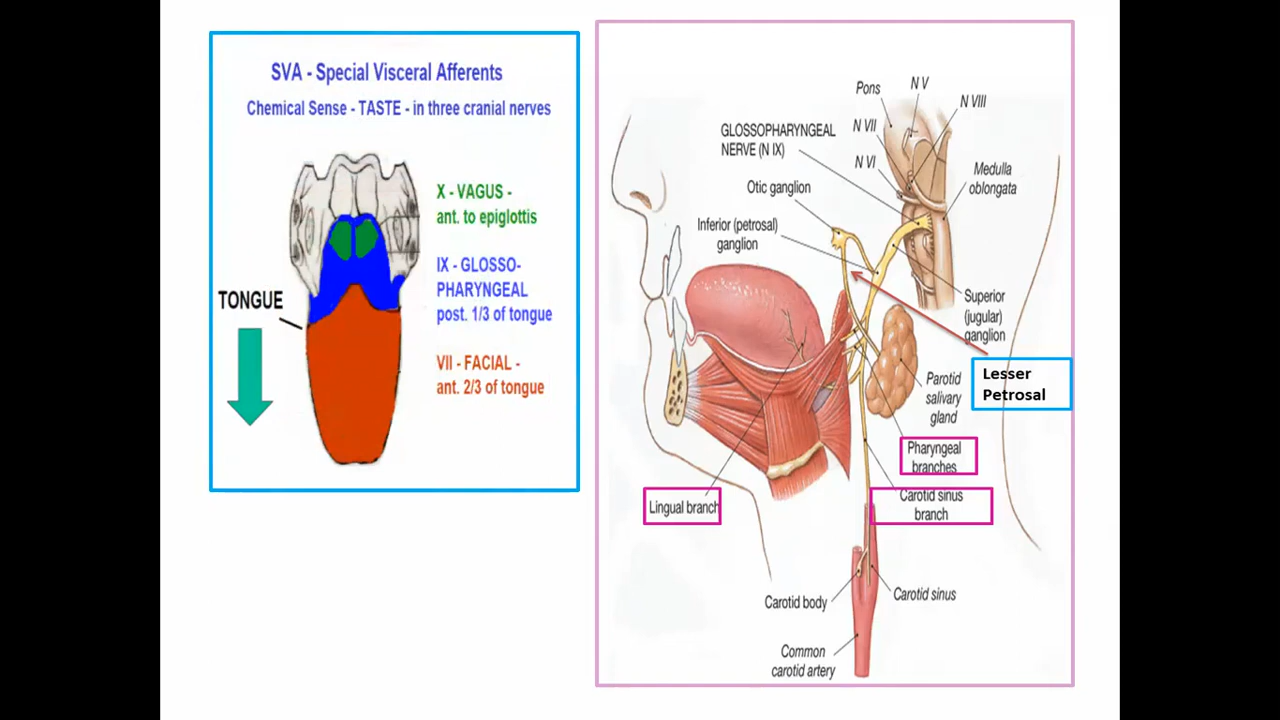 SVA - Special Visceral Afferents
Chemical Sense - TASTE - in three cranial nerves
X - VAGUS -
ant. to epiglottis
IX - GLOSSO-
PHARYNGEAL
post. 1/3 of tongue
TONGUE
VII - FACIAL -
ant. 2/3 of tongue
Pons
N V
N VIII
GLOSSOPHARYNGEAL
NERVE (N IX)
N VII
N VI
Medulla
oblongata
Otic ganglion
Inferior (petrosal)
ganglion
Superior
(jugular)
ganglion
Lesser
Petrosal
Parotid
salivary
gland
Pharyngeal
branches
Lingual branch
Carotid sinus
branch
Carotid body
Carotid sinus
Common
carotid artery